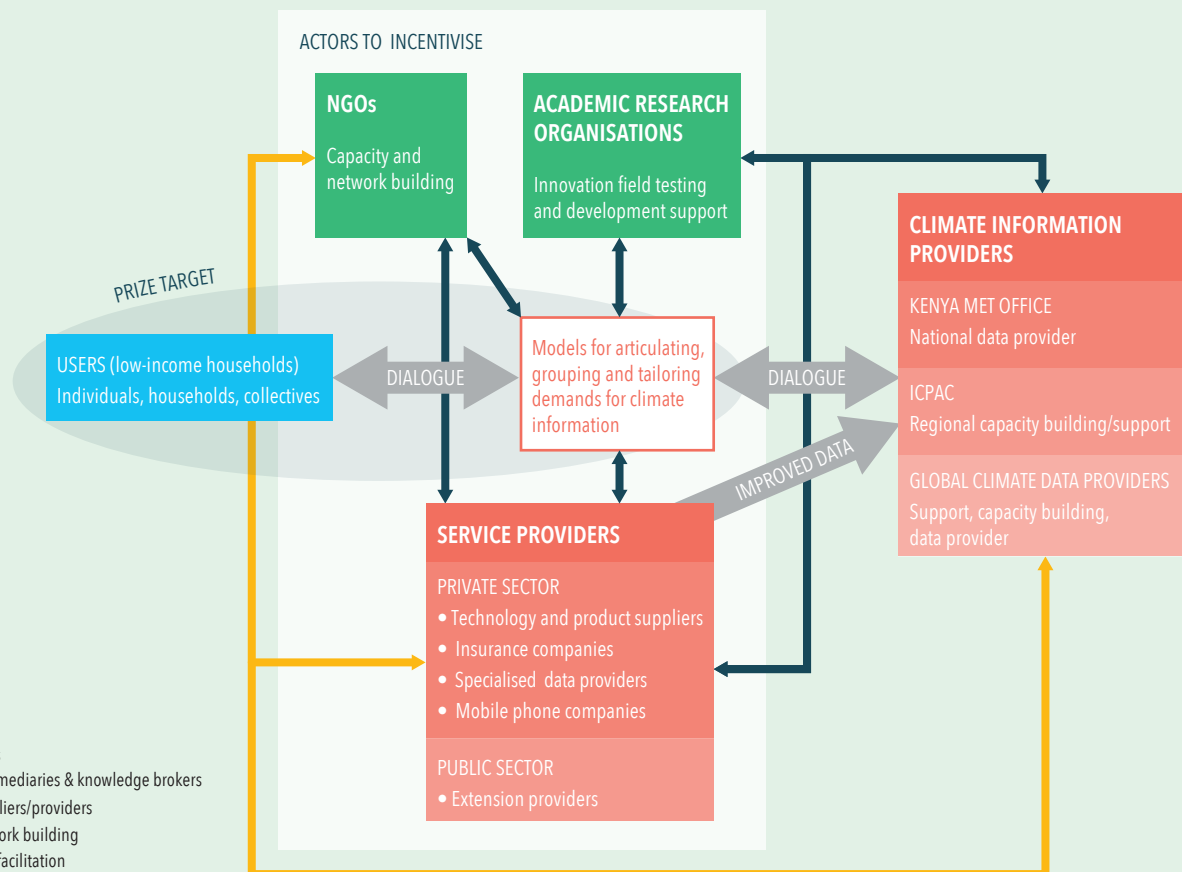 ACTORS TO INCENTIVISE
NGOs
Capacity and
network building
ACADEMIC RESEARCH
ORGANISATIONS
Innovation field testing
and development support
CLIMATE INFORMATION
PROVIDERS
KENYA MET OFFICE
National data provider
ICPAC
Regional capacity building/support
GLOBAL CLIMATE DATA PROVIDERS
Support, capacity building,
data provider
PRIZE TARGET
USERS (low-income households)
Individuals, households, collectives
DIALOGUE
Models for articulating,
grouping and tailoring
demands for climate
information
DIALOGUE
IMPROVED DATA
SERVICE PROVIDERS
PRIVATE SECTOR
• Technology and product suppliers
• Insurance companies
• Specialised data providers
• Mobile phone companies
PUBLIC SECTOR
• Extension providers
mediaries & knowledge brokers
liers/providers
ork building
facilitation